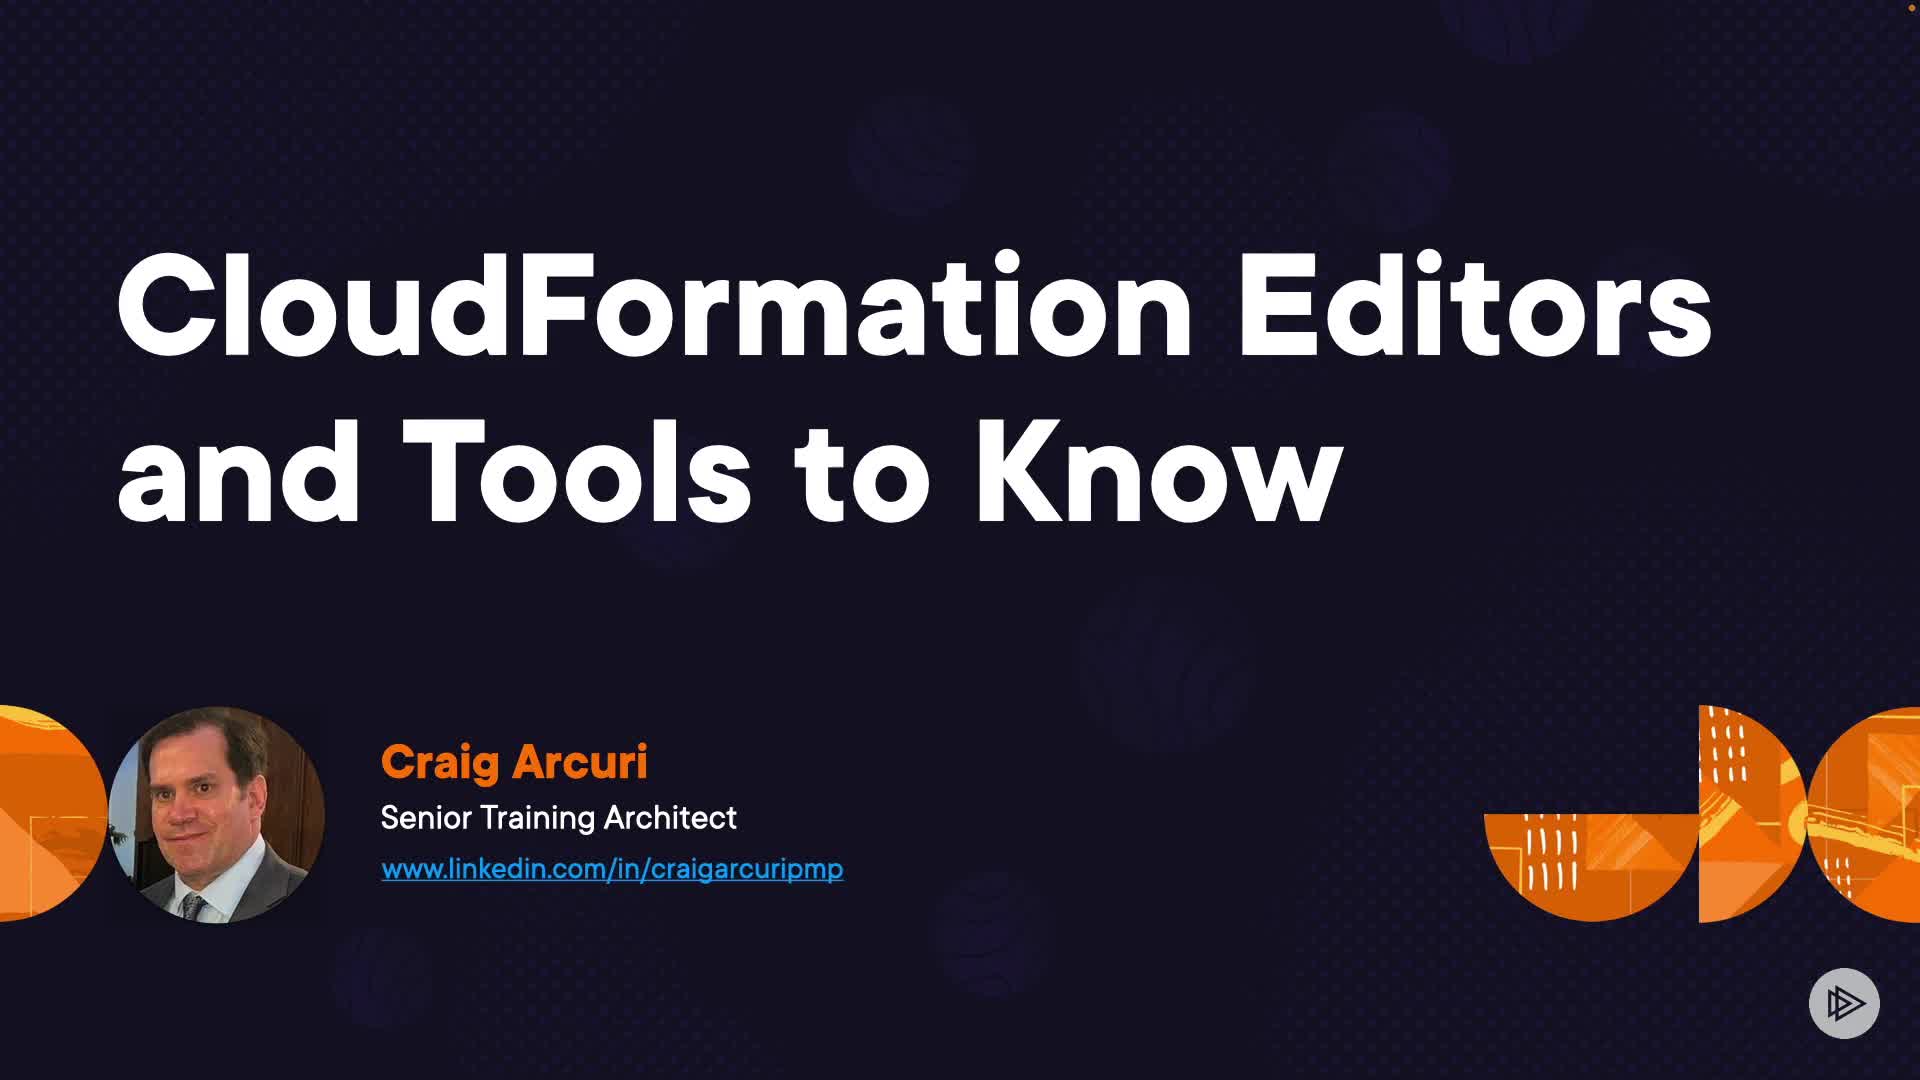 CloudFormation Editors
and Tools to Know
Craig Arcuri
Senior Training Architect
www.linkedin.com/in/craigarcuripmp